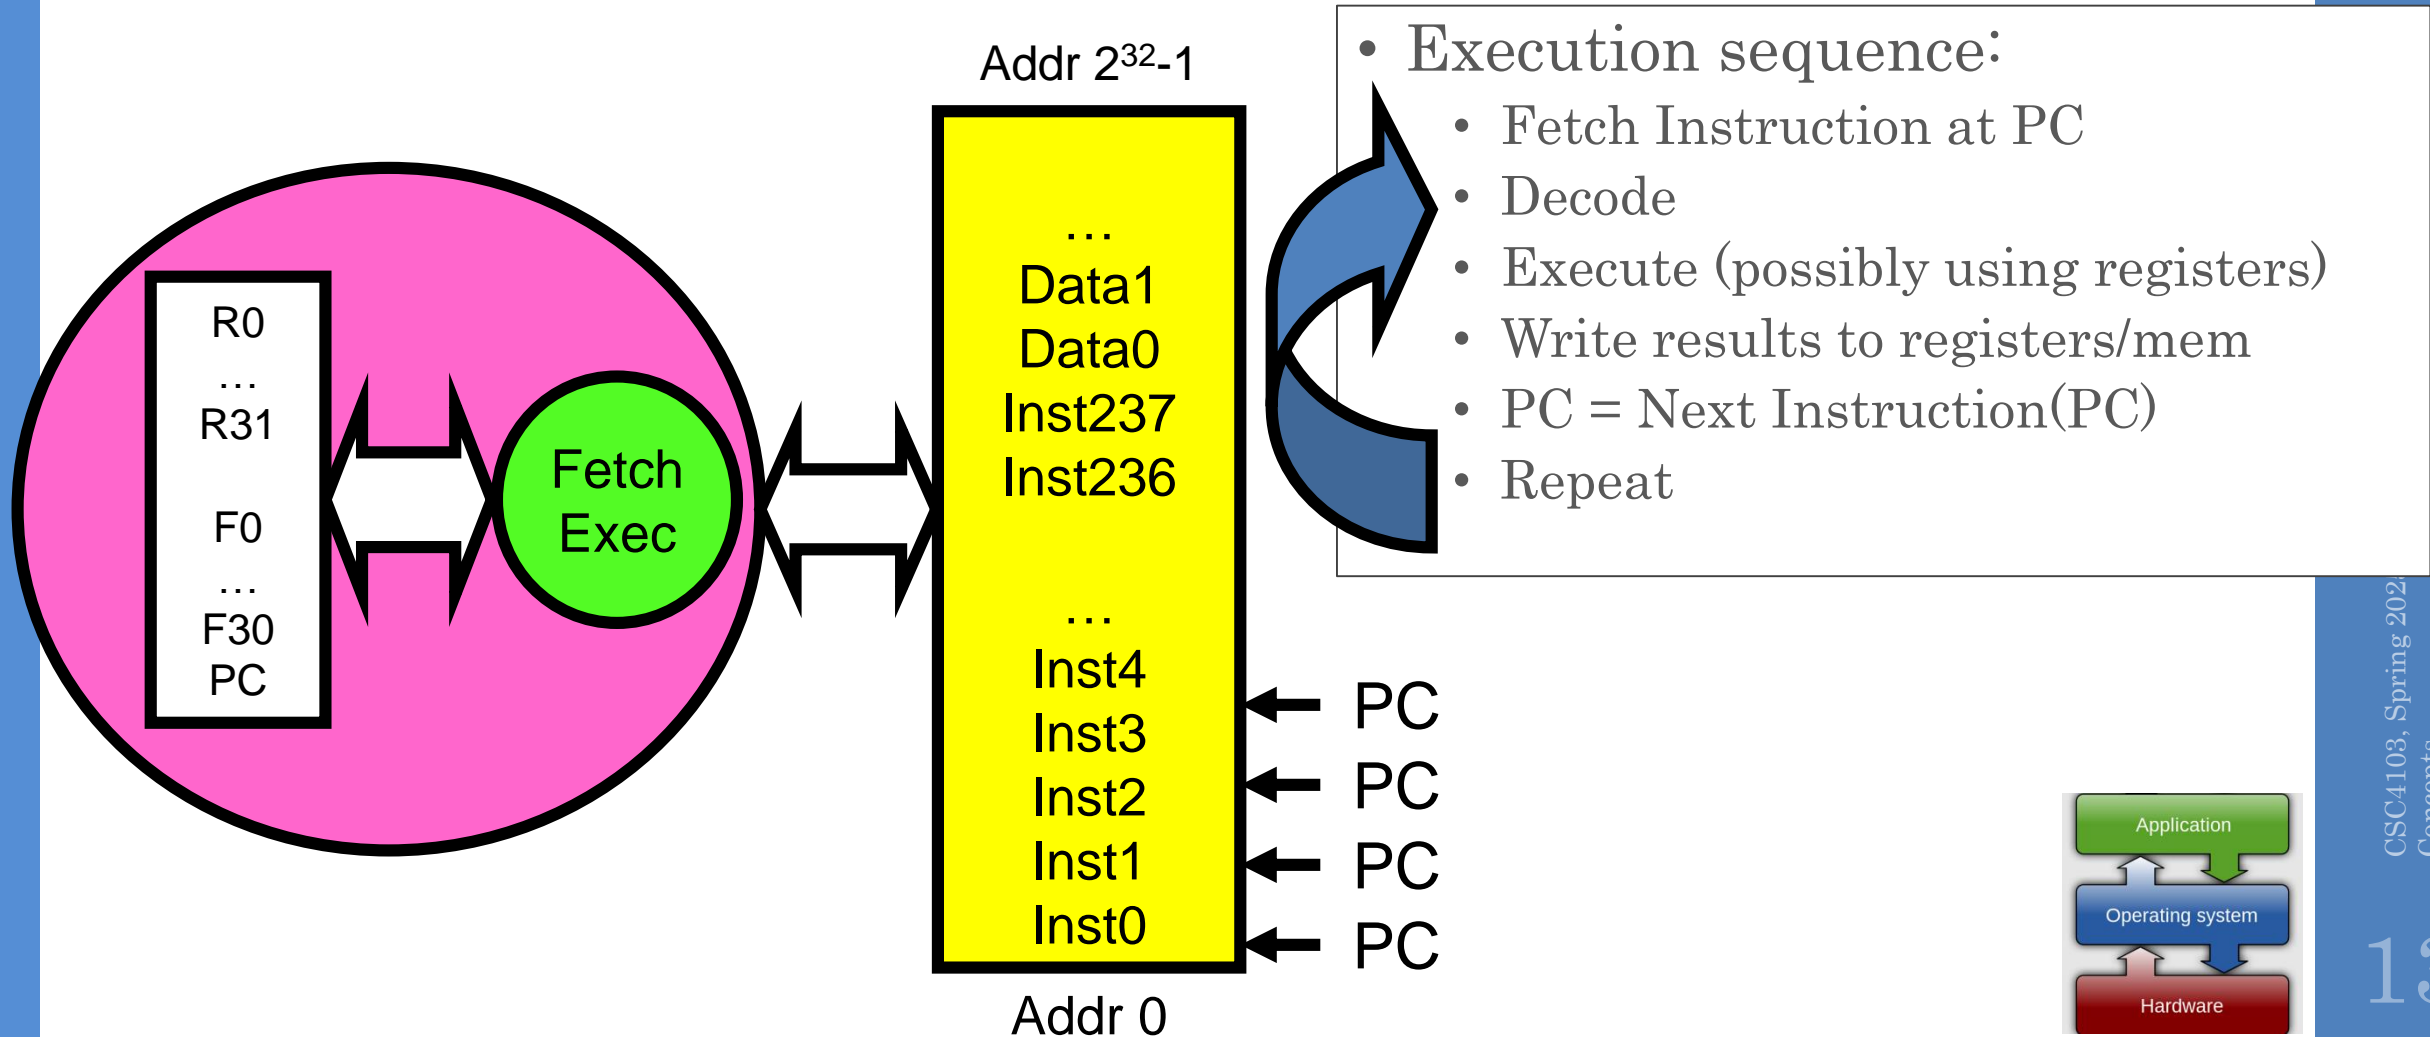 Addr 2³²-1
• Execution sequence:
• Fetch Instruction at PC
• Decode
• Execute (possibly using registers)
• Write results to registers/mem
• PC = Next Instruction(PC)
• Repeat
R0
...
R31
F0
...
F30
PC
Fetch
Exec
...
Data1
Data0
Inst237
Inst236
...
Inst4
Inst3
Inst2
Inst1
Inst0
Addr 0
PC
PC
PC
PC
Application
Operating system
Hardware
CSC4103, Spring